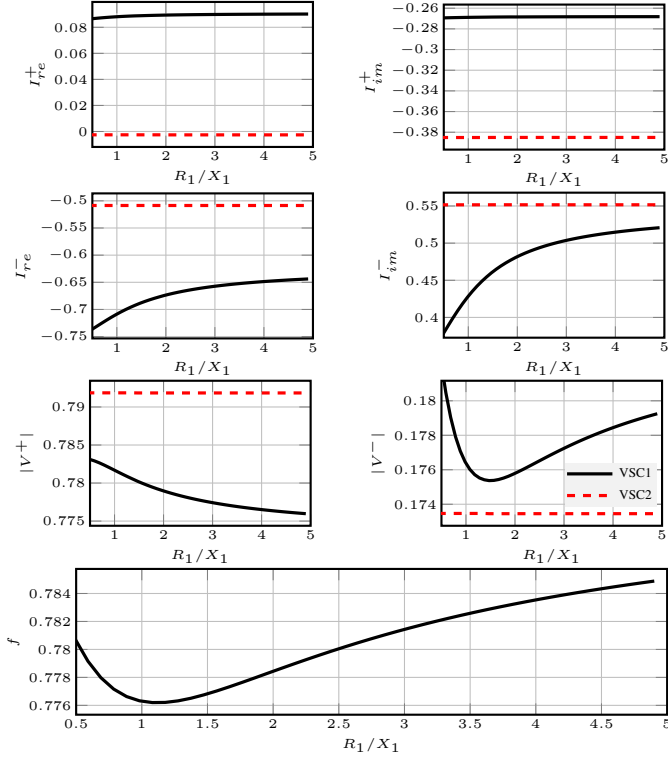 0.08
0.06
0.04
0.02
0
I⁺re
1 2 3 4 5
R₁/X₁
−0.26
−0.28
−0.3
−0.32
−0.34
−0.36
−0.38
I⁺im
1 2 3 4 5
R₁/X₁
−0.5
−0.55
−0.6
−0.65
−0.7
−0.75
I⁻re
1 2 3 4 5
R₁/X₁
0.55
0.5
0.45
0.4
I⁻im
1 2 3 4 5
R₁/X₁
0.79
0.785
0.78
0.775
|V⁺|
1 2 3 4 5
R₁/X₁
0.18
0.178
0.176
0.174
|V⁻|
VSC1
VSC2
1 2 3 4 5
R₁/X₁
0.784
0.782
0.78
0.778
0.776
f
0.5 1 1.5 2 2.5 3 3.5 4 4.5 5
R₁/X₁